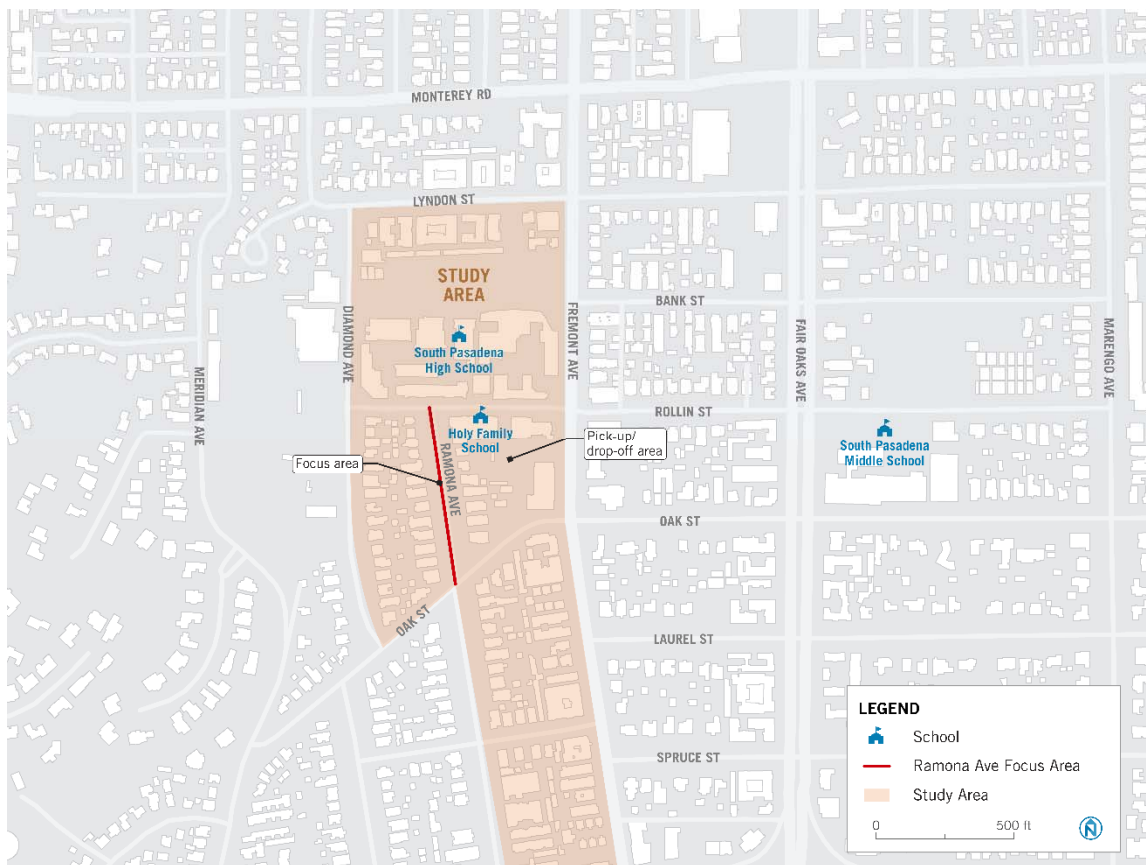 MONTEREY RD
LYNDON ST
STUDY
AREA
BANK ST
DIAMOND AVE
FREMONT AVE
FAIR OAKS AVE
MARENGO AVE
MERIDIAN AVE
South Pasadena
High School
ROLLIN ST
Holy Family
School
Pick-up/
drop-off area
South Pasadena
Middle School
Focus area
RAMONA AVE
OAK ST
OAK ST
LAUREL ST
SPRUCE ST
LEGEND
School
Ramona Ave Focus Area
Study Area
0 500 ft
N